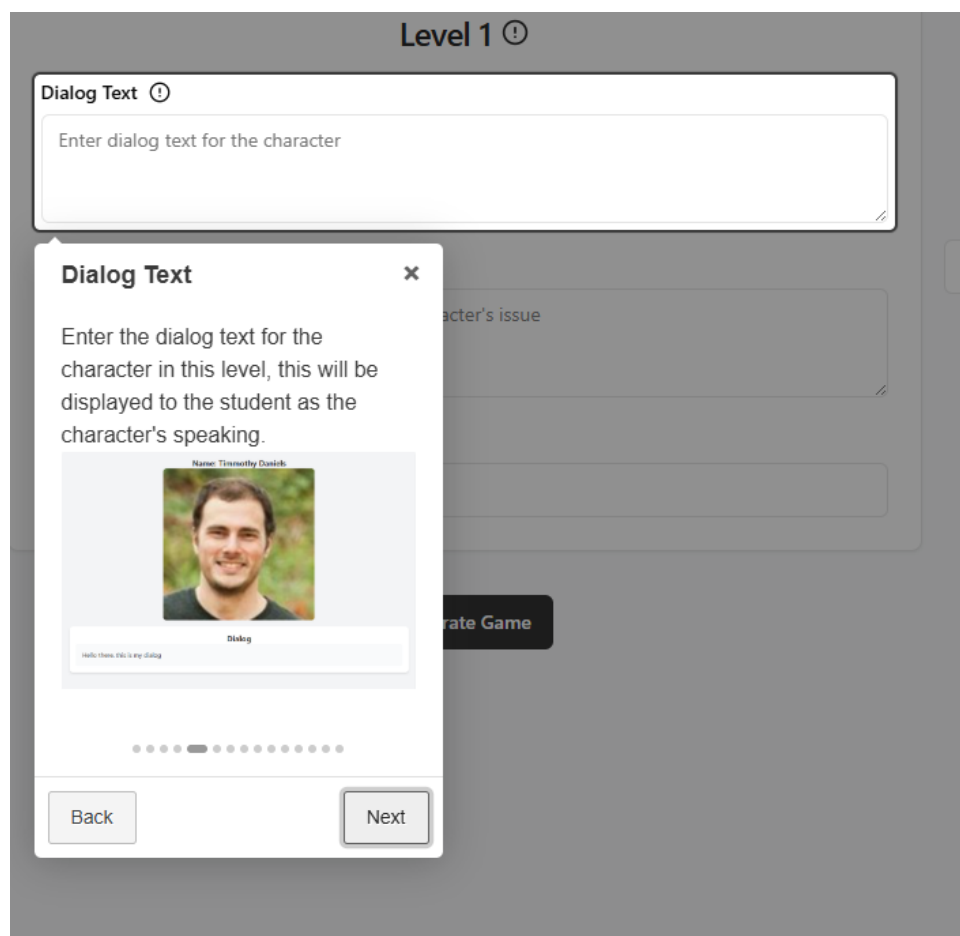 Level 1
Dialog Text
Enter dialog text for the character
Dialog Text
Enter the dialog text for the
character in this level, this will be
displayed to the student as the
character's speaking.
Name: Timmothy Daniels
Dialog
Hello there, this is my dialog
acter's issue
rate Game
Back
Next